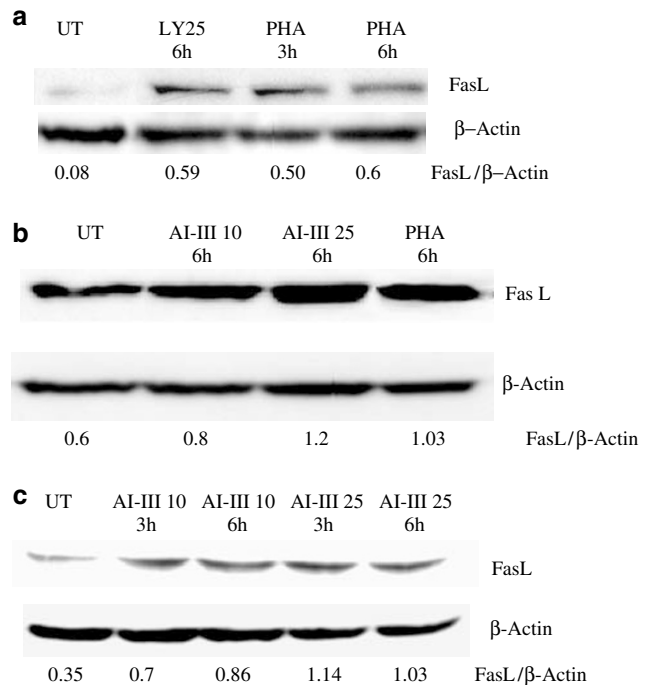 a
UT LY25 PHA PHA
6h 3h 6h
FasL
β–Actin
0.08 0.59 0.50 0.6 FasL/β–Actin
b
UT AI-III 10 AI-III 25 PHA
6h 6h 6h
Fas L
β-Actin
0.6 0.8 1.2 1.03 FasL/β-Actin
c
UT AI-III 10 AI-III 10 AI-III 25 AI-III 25
3h 6h 3h 6h
FasL
β-Actin
0.35 0.7 0.86 1.14 1.03 FasL/β-Actin